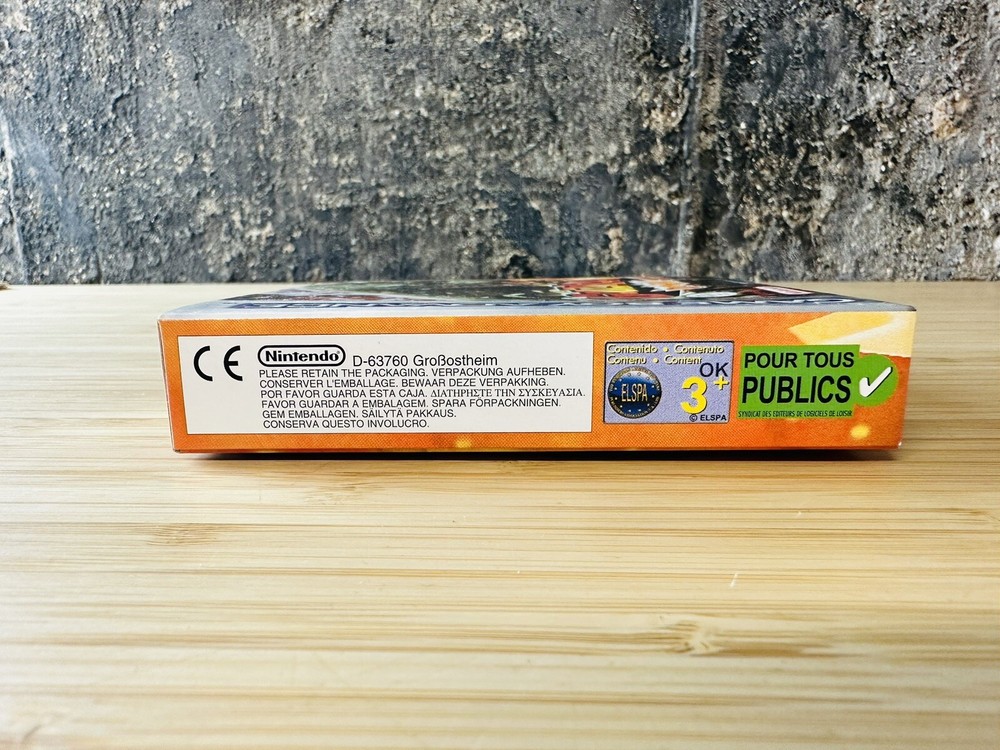 CE
Nintendo D-63760 Großostheim
PLEASE RETAIN THE PACKAGING. VERPACKUNG AUFHEBEN.
CONSERVER L'EMBALLAGE. BEWAAR DEZE VERPAKKING.
POR FAVOR GUARDA ESTA CAJA. ΔΙΑΤΗΡΗΣΤΕ ΤΗΝ ΣΥΣΚΕΥΑΣΙΑ.
FAVOR GUARDAR A EMBALAGEM. SPARA FÖRPACKNINGEN.
GEM EMBALLAGEN. SÄILYTÄ PAKKAUS.
CONSERVA QUESTO INVOLUCRO.
Contenido • Contenuto
Contenu • Content
OK
3+
ELSPA
© ELSPA
POUR TOUS
PUBLICS
SYNDICAT DES EDITEURS DE LOGICIELS DE LOISIR